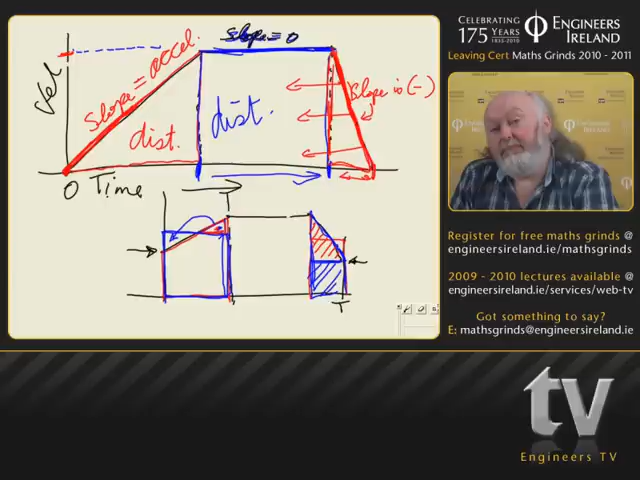 slope = 0
Vel
slope = accel.
slope is (-)
dist.
dist.
0 Time
T
T
CELEBRATING
175 YEARS
1835-2010
ENGINEERS
IRELAND
Leaving Cert Maths Grinds 2010 - 2011
Register for free maths grinds @
engineersireland.ie/mathsgrinds
2009 - 2010 lectures available @
engineersireland.ie/services/web-tv
Got something to say?
E: mathsgrinds@engineersireland.ie
tv
Engineers TV